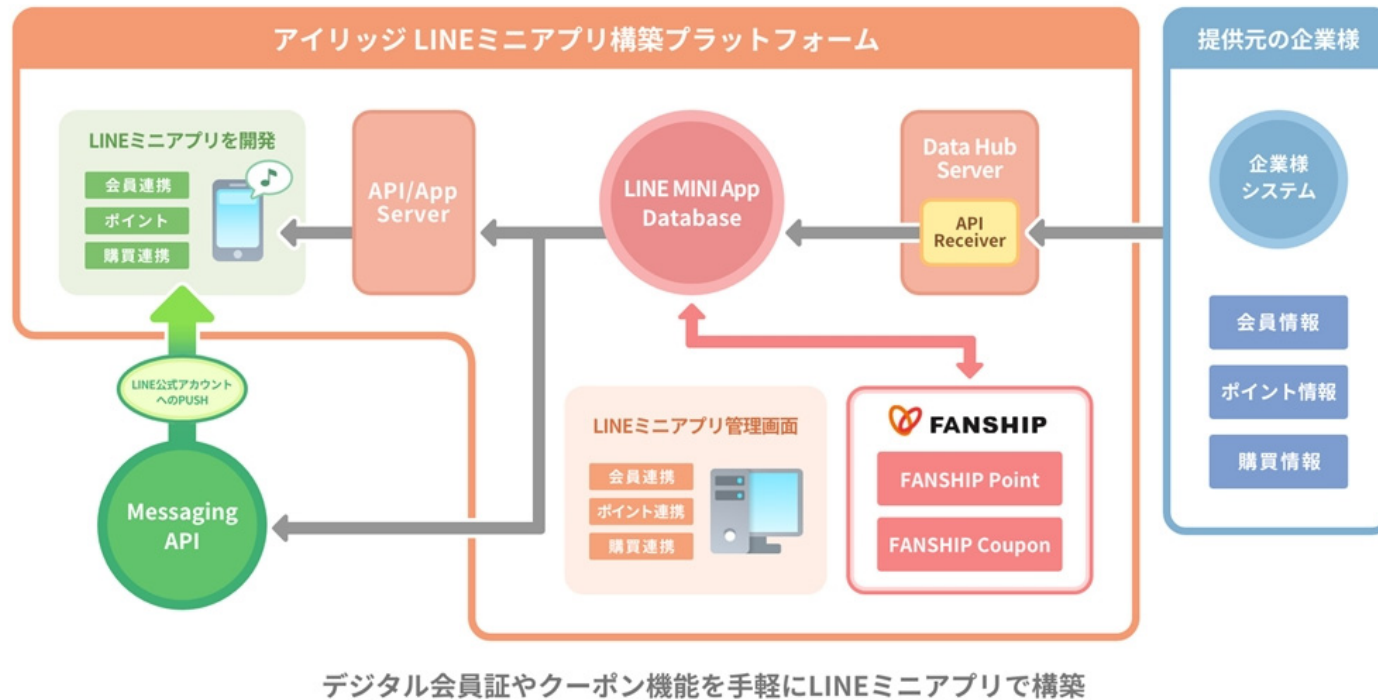 アイリッジ LINEミニアプリ構築プラットフォーム
提供元の企業様
LINEミニアプリを開発
会員連携
ポイント
購買連携
API/App
Server
LINE MINI App
Database
Data Hub
Server
API
Receiver
企業様
システム
会員情報
ポイント情報
購買情報
LINE公式アカウント
へのPUSH
Messaging
API
LINEミニアプリ管理画面
会員連携
ポイント連携
購買連携
FANSHIP
FANSHIP Point
FANSHIP Coupon
デジタル会員証やクーポン機能を手軽にLINEミニアプリで構築